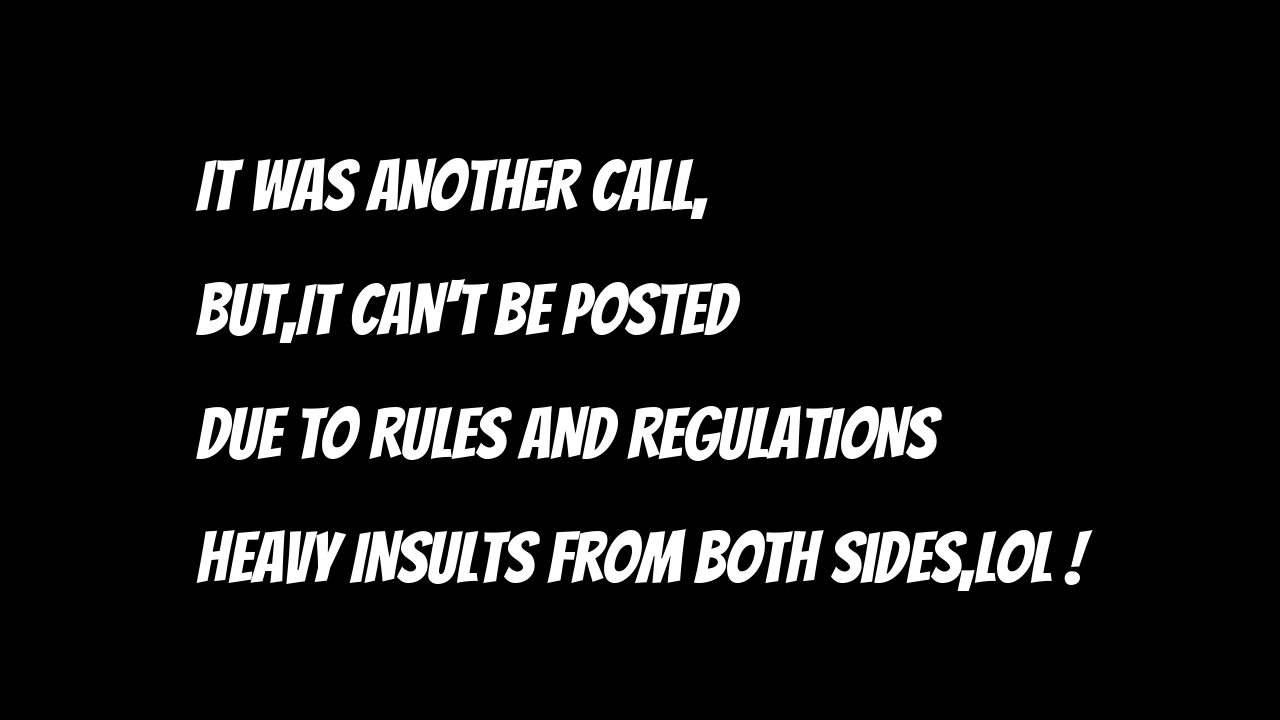 IT WAS ANOTHER CALL,
BUT,IT CAN'T BE POSTED
DUE TO RULES AND REGULATIONS
HEAVY INSULTS FROM BOTH SIDES,LOL !